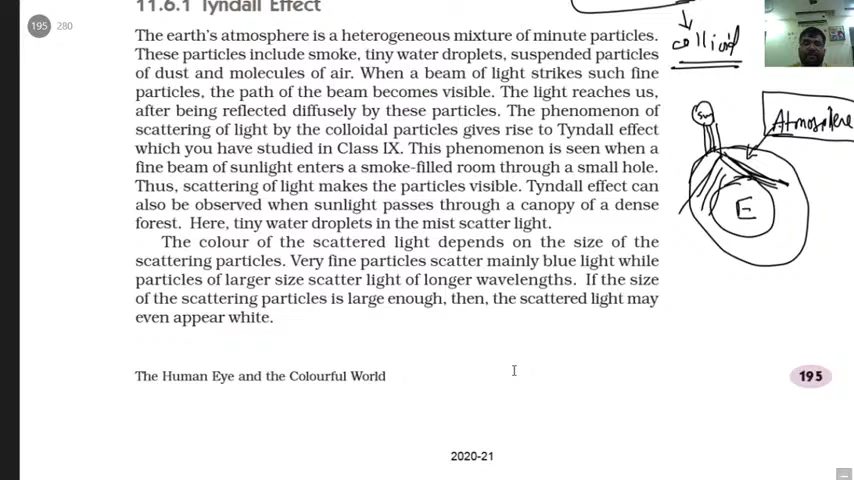 11.6.1 Tyndall Effect
195 280
The earth's atmosphere is a heterogeneous mixture of minute particles.
These particles include smoke, tiny water droplets, suspended particles
of dust and molecules of air. When a beam of light strikes such fine
particles, the path of the beam becomes visible. The light reaches us,
after being reflected diffusely by these particles. The phenomenon of
scattering of light by the colloidal particles gives rise to Tyndall effect
which you have studied in Class IX. This phenomenon is seen when a
fine beam of sunlight enters a smoke-filled room through a small hole.
Thus, scattering of light makes the particles visible. Tyndall effect can
also be observed when sunlight passes through a canopy of a dense
forest. Here, tiny water droplets in the mist scatter light.
The colour of the scattered light depends on the size of the
scattering particles. Very fine particles scatter mainly blue light while
particles of larger size scatter light of longer wavelengths. If the size
of the scattering particles is large enough, then, the scattered light may
even appear white.
Sun
Atmosphere
E
The Human Eye and the Colourful World
195
2020-21